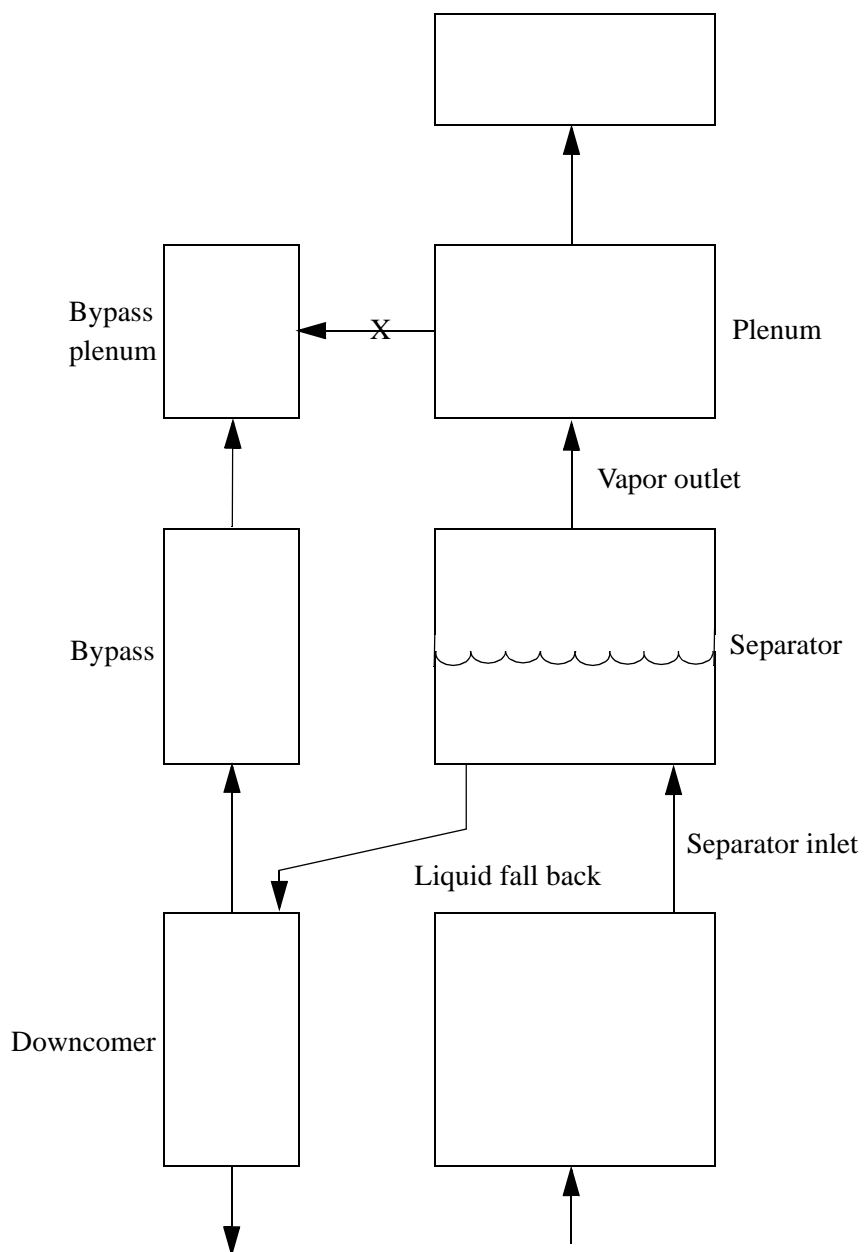 Bypass
plenum
X
Plenum
Vapor outlet
Bypass
Separator
Separator inlet
Liquid fall back
Downcomer